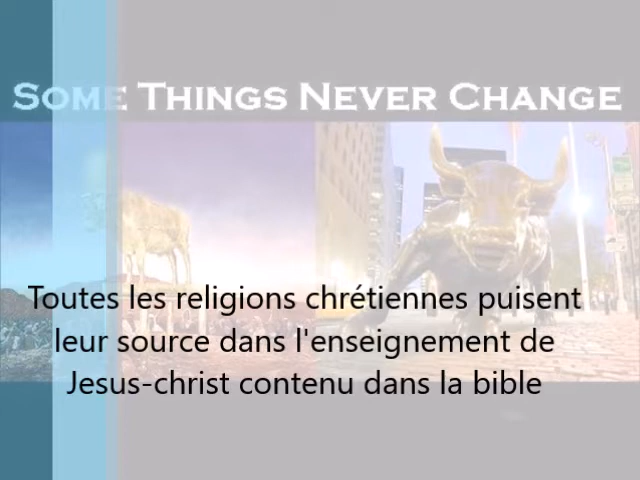 SOME THINGS NEVER CHANGE
Toutes les religions chrétiennes puisent
leur source dans l'enseignement de
Jesus-christ contenu dans la bible